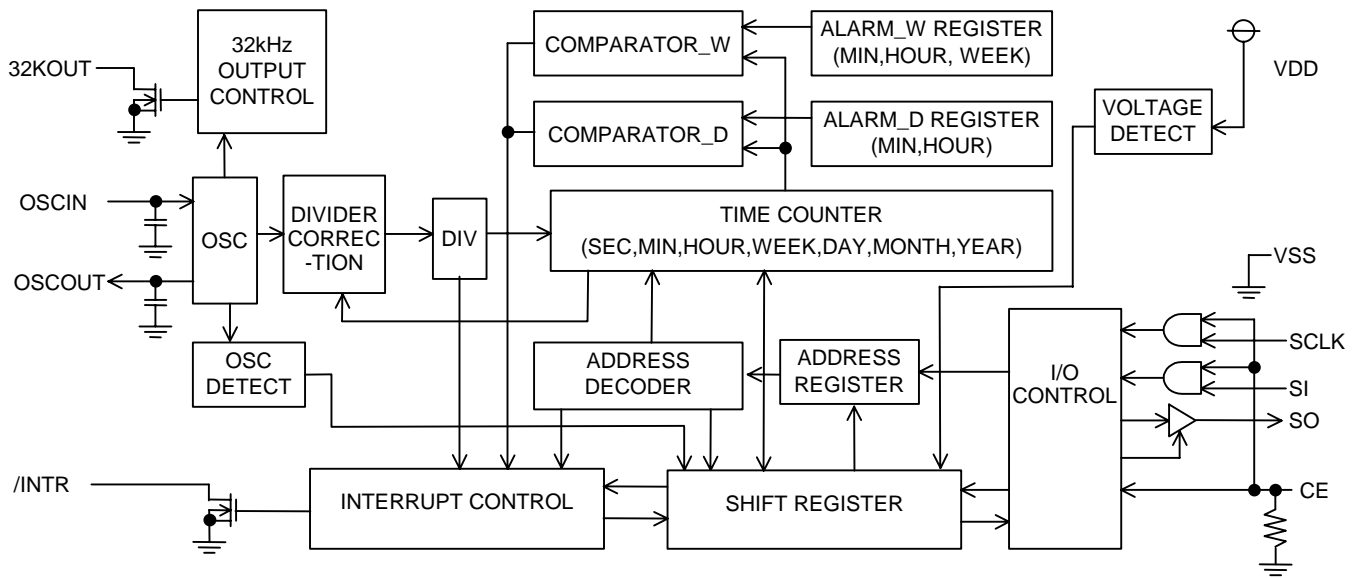 32KOUT
32kHz
OUTPUT
CONTROL
COMPARATOR_W
ALARM_W REGISTER
(MIN,HOUR, WEEK)
VDD
COMPARATOR_D
ALARM_D REGISTER
(MIN,HOUR)
VOLTAGE
DETECT
OSCIN
OSC
OSCOUT
DIVIDER
CORREC
-TION
DIV
TIME COUNTER
(SEC,MIN,HOUR,WEEK,DAY,MONTH,YEAR)
VSS
OSC
DETECT
ADDRESS
DECODER
ADDRESS
REGISTER
I/O
CONTROL
SCLK
SI
SO
/INTR
INTERRUPT CONTROL
SHIFT REGISTER
CE